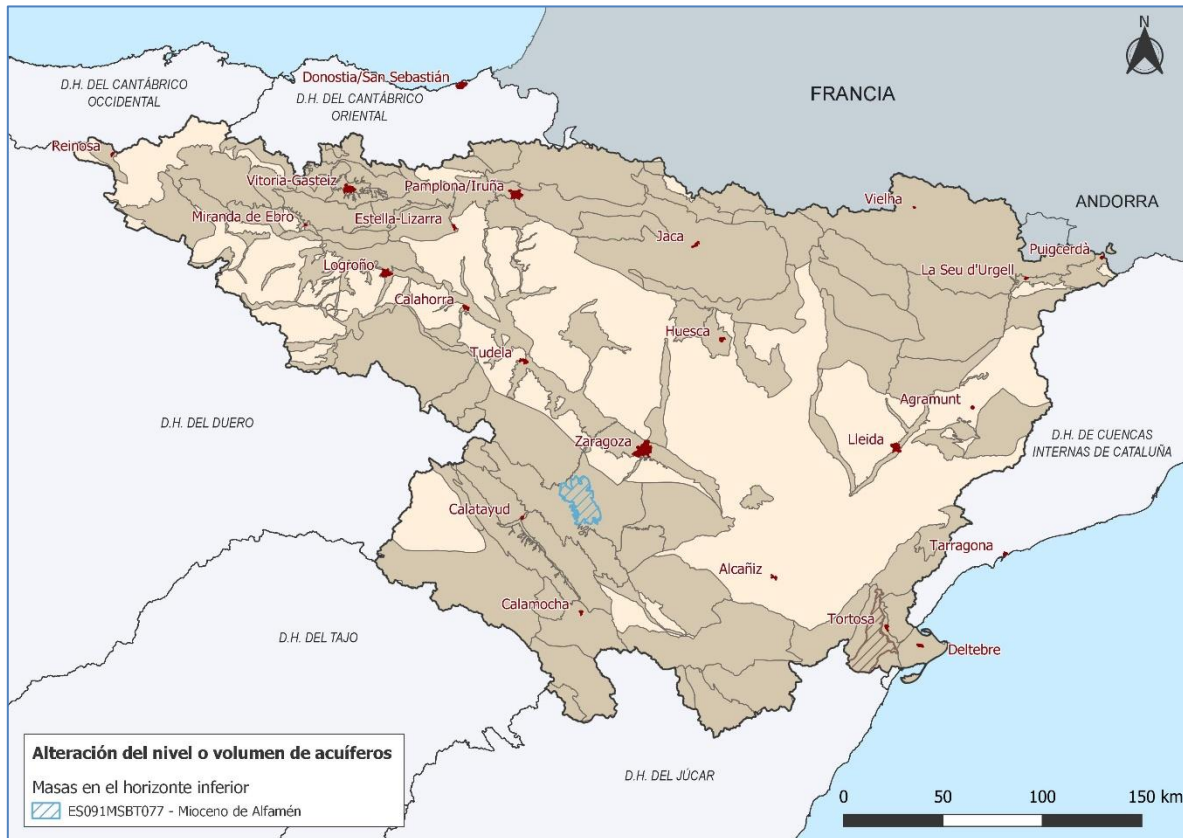 N
Donostia/San Sebastián
D.H. DEL CANTÁBRICO
OCCIDENTAL
D.H. DEL CANTÁBRICO
ORIENTAL
FRANCIA
Reinosa
Vitoria-Gasteiz
Pamplona/Iruña
Vielha
ANDORRA
Miranda de Ebro
Estella-Lizarra
Jaca
Puigcerdà
Logroño
La Seu d'Urgell
Calahorra
Huesca
Tudela
Agramunt
D.H. DEL DUERO
Zaragoza
Lleida
D.H. DE CUENCAS
INTERNAS DE CATALUÑA
Calatayud
Tarragona
Alcañiz
Calamocha
Tortosa
D.H. DEL TAJO
Deltebre
Alteración del nivel o volumen de acuíferos
Masas en el horizonte inferior
ES091MSBT077 - Mioceno de Alfamén
D.H. DEL JÚCAR
0 50 100 150 km